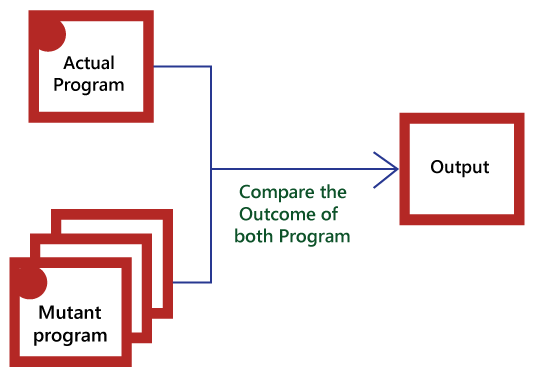 Actual
Program
Output
Compare the
Outcome of
both Program
Mutant
program